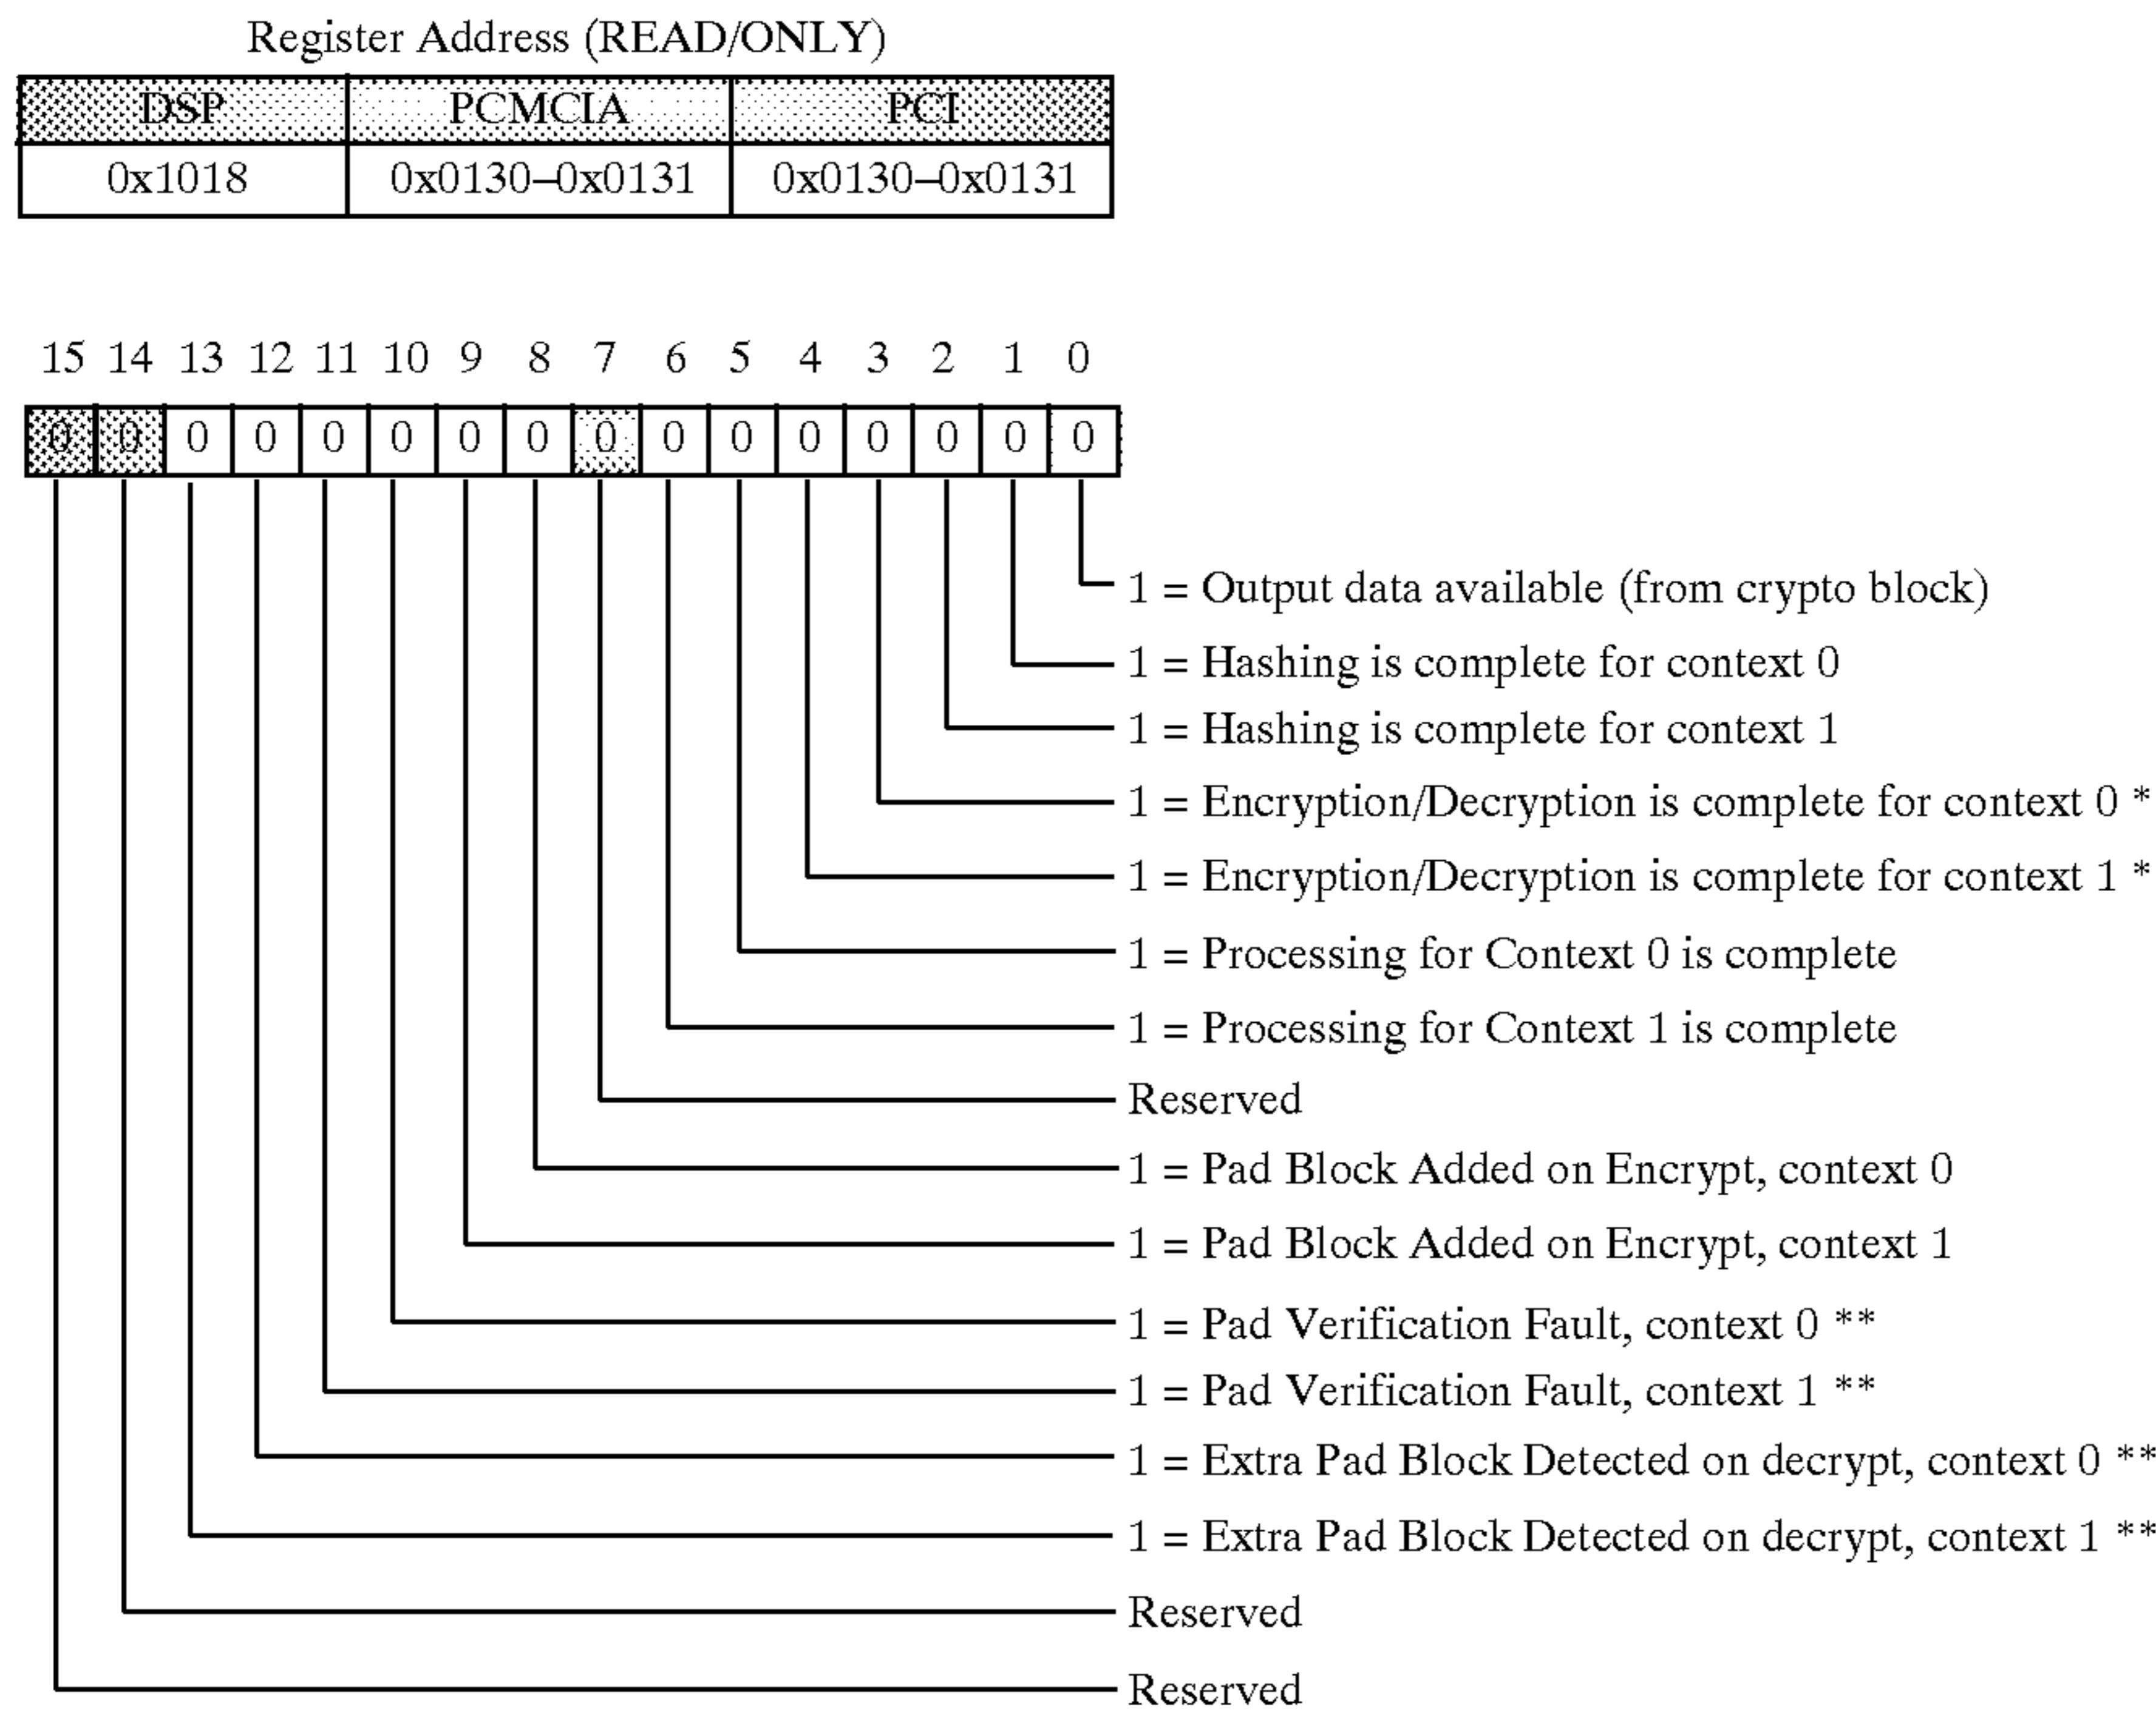 Register Address (READ/ONLY)
DSP PCMCIA PCI
0x1018 0x0130–0x0131 0x0130–0x0131
15 14 13 12 11 10 9 8 7 6 5 4 3 2 1 0
0 0 0 0 0 0 0 0 0 0 0 0 0 0 0 0
1 = Output data available (from crypto block)
1 = Hashing is complete for context 0
1 = Hashing is complete for context 1
1 = Encryption/Decryption is complete for context 0 *
1 = Encryption/Decryption is complete for context 1 *
1 = Processing for Context 0 is complete
1 = Processing for Context 1 is complete
Reserved
1 = Pad Block Added on Encrypt, context 0
1 = Pad Block Added on Encrypt, context 1
1 = Pad Verification Fault, context 0 **
1 = Pad Verification Fault, context 1 **
1 = Extra Pad Block Detected on decrypt, context 0 **
1 = Extra Pad Block Detected on decrypt, context 1 **
Reserved
Reserved